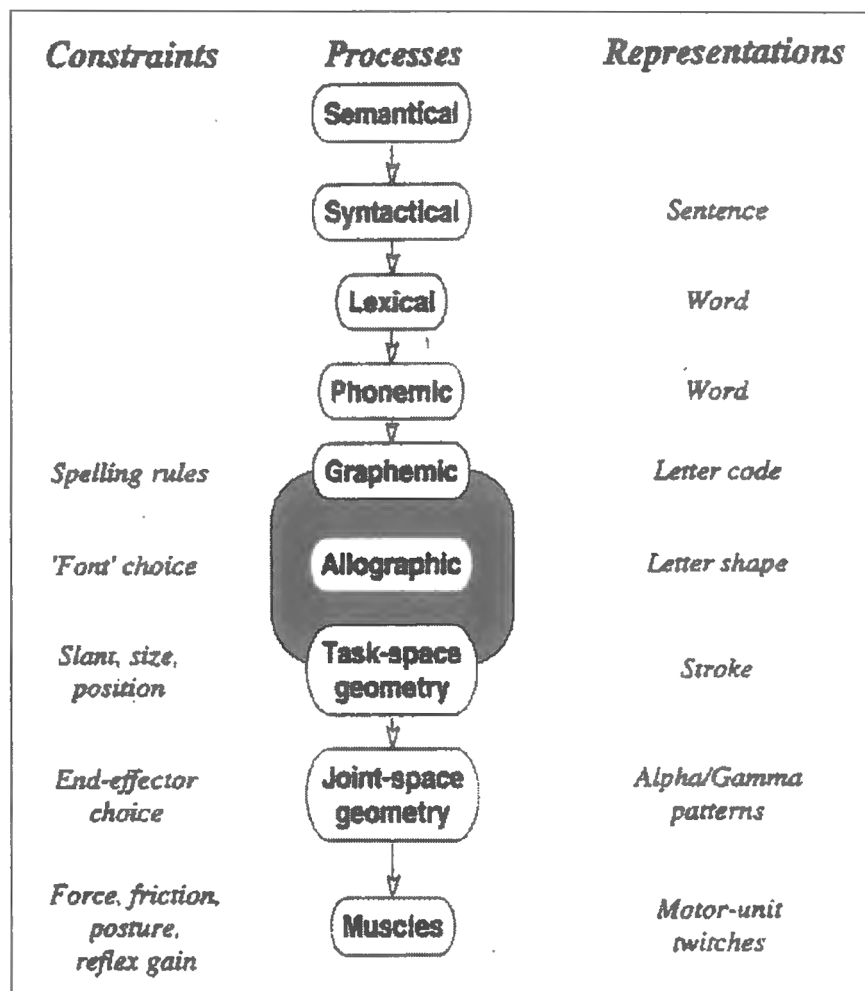 Constraints Processes Representations
Semantical
Syntactical Sentence
Lexical Word
Phonemic Word
Spelling rules Graphemic Letter code
'Font' choice Allographic Letter shape
Slant, size,
position
Task-space
geometry
Stroke
End-effector
choice
Joint-space
geometry
Alpha/Gamma
patterns
Force, friction,
posture,
reflex gain
Muscles
Motor-unit
twitches